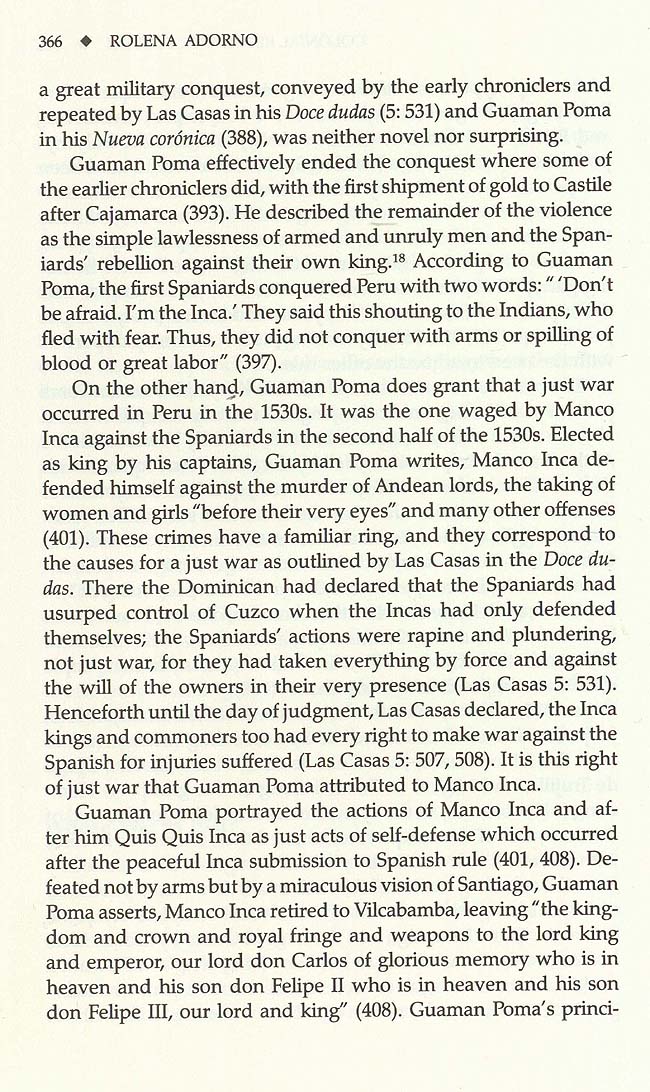 366 ◆ ROLENA ADORNO
a great military conquest, conveyed by the early chroniclers and
repeated by Las Casas in his Doce dudas (5: 531) and Guaman Poma
in his Nueva corónica (388), was neither novel nor surprising.
Guaman Poma effectively ended the conquest where some of
the earlier chroniclers did, with the first shipment of gold to Castile
after Cajamarca (393). He described the remainder of the violence
as the simple lawlessness of armed and unruly men and the Span-
iards’ rebellion against their own king.¹⁸ According to Guaman
Poma, the first Spaniards conquered Peru with two words: “ ‘Don’t
be afraid. I’m the Inca.’ They said this shouting to the Indians, who
fled with fear. Thus, they did not conquer with arms or spilling of
blood or great labor” (397).
On the other hand, Guaman Poma does grant that a just war
occurred in Peru in the 1530s. It was the one waged by Manco
Inca against the Spaniards in the second half of the 1530s. Elected
as king by his captains, Guaman Poma writes, Manco Inca de-
fended himself against the murder of Andean lords, the taking of
women and girls “before their very eyes” and many other offenses
(401). These crimes have a familiar ring, and they correspond to
the causes for a just war as outlined by Las Casas in the Doce du-
das. There the Dominican had declared that the Spaniards had
usurped control of Cuzco when the Incas had only defended
themselves; the Spaniards’ actions were rapine and plundering,
not just war, for they had taken everything by force and against
the will of the owners in their very presence (Las Casas 5: 531).
Henceforth until the day of judgment, Las Casas declared, the Inca
kings and commoners too had every right to make war against the
Spanish for injuries suffered (Las Casas 5: 507, 508). It is this right
of just war that Guaman Poma attributed to Manco Inca.
Guaman Poma portrayed the actions of Manco Inca and af-
ter him Quis Quis Inca as just acts of self-defense which occurred
after the peaceful Inca submission to Spanish rule (401, 408). De-
feated not by arms but by a miraculous vision of Santiago, Guaman
Poma asserts, Manco Inca retired to Vilcabamba, leaving “the king-
dom and crown and royal fringe and weapons to the lord king
and emperor, our lord don Carlos of glorious memory who is in
heaven and his son don Felipe II who is in heaven and his son
don Felipe III, our lord and king” (408). Guaman Poma’s princi-